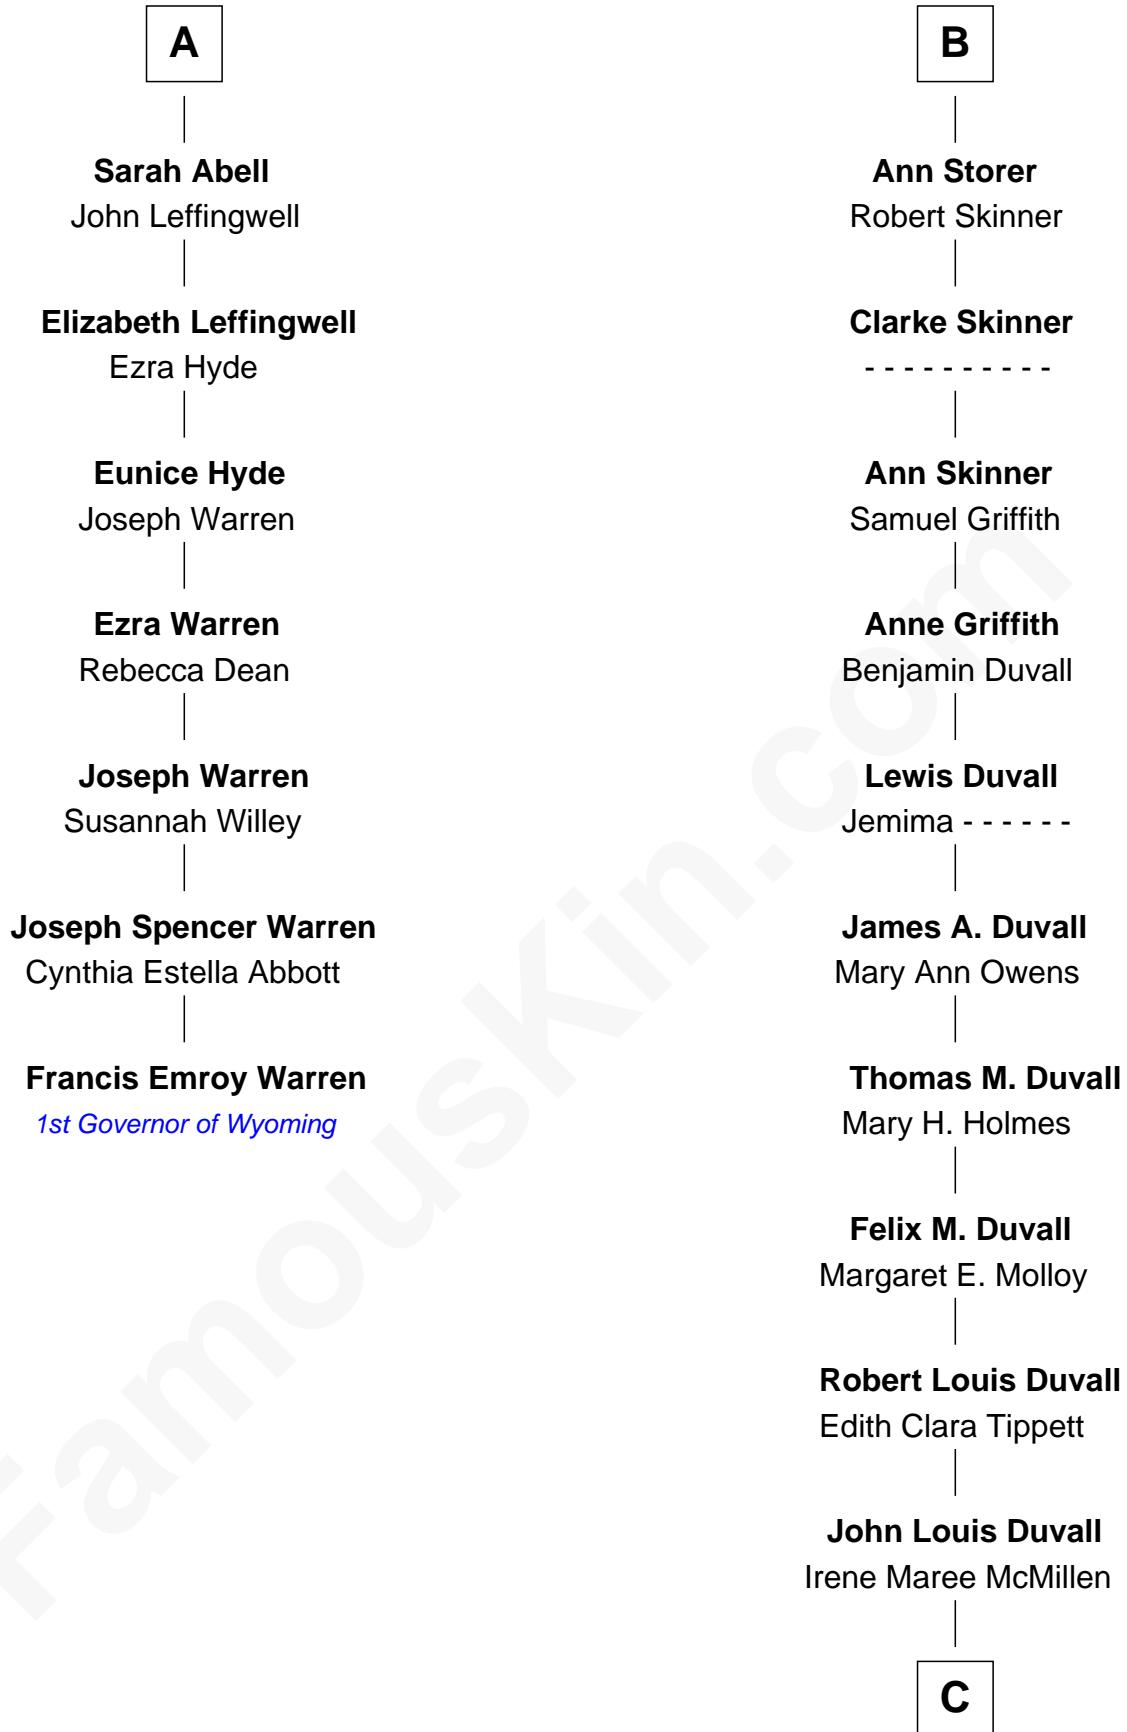 A
Sarah Abell
John Leffingwell
Elizabeth Leffingwell
Ezra Hyde
Eunice Hyde
Joseph Warren
Ezra Warren
Rebecca Dean
Joseph Warren
Susannah Willey
Joseph Spencer Warren
Cynthia Estella Abbott
Francis Emroy Warren
1st Governor of Wyoming
B
Ann Storer
Robert Skinner
Clarke Skinner
- - - - - - - - - -
Ann Skinner
Samuel Griffith
Anne Griffith
Benjamin Duvall
Lewis Duvall
Jemima - - - - - -
James A. Duvall
Mary Ann Owens
Thomas M. Duvall
Mary H. Holmes
Felix M. Duvall
Margaret E. Molloy
Robert Louis Duvall
Edith Clara Tippett
John Louis Duvall
Irene Maree McMillen
C
FamousKin.com